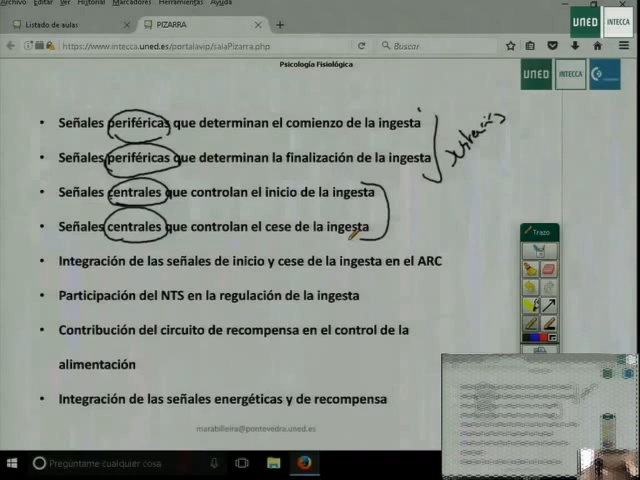 Archivo Editar Ver Historial Marcadores Herramientas Ayuda
Listado de aulas
PIZARRA
https://www.intecca.uned.es/portalavip/salaPizarra.php
Buscar
UNED
INTECCA
Psicología Fisiológica
UNED
INTECCA
• Señales periféricas que determinan el comienzo de la ingesta
• Señales periféricas que determinan la finalización de la ingesta
• Señales centrales que controlan el inicio de la ingesta
• Señales centrales que controlan el cese de la ingesta
• Integración de las señales de inicio y cese de la ingesta en el ARC
• Participación del NTS en la regulación de la ingesta
• Contribución del circuito de recompensa en el control de la
alimentación
• Integración de las señales energéticas y de recompensa
Trazo
marabilleira@pontevedra.uned.es
Pregúntame cualquier cosa